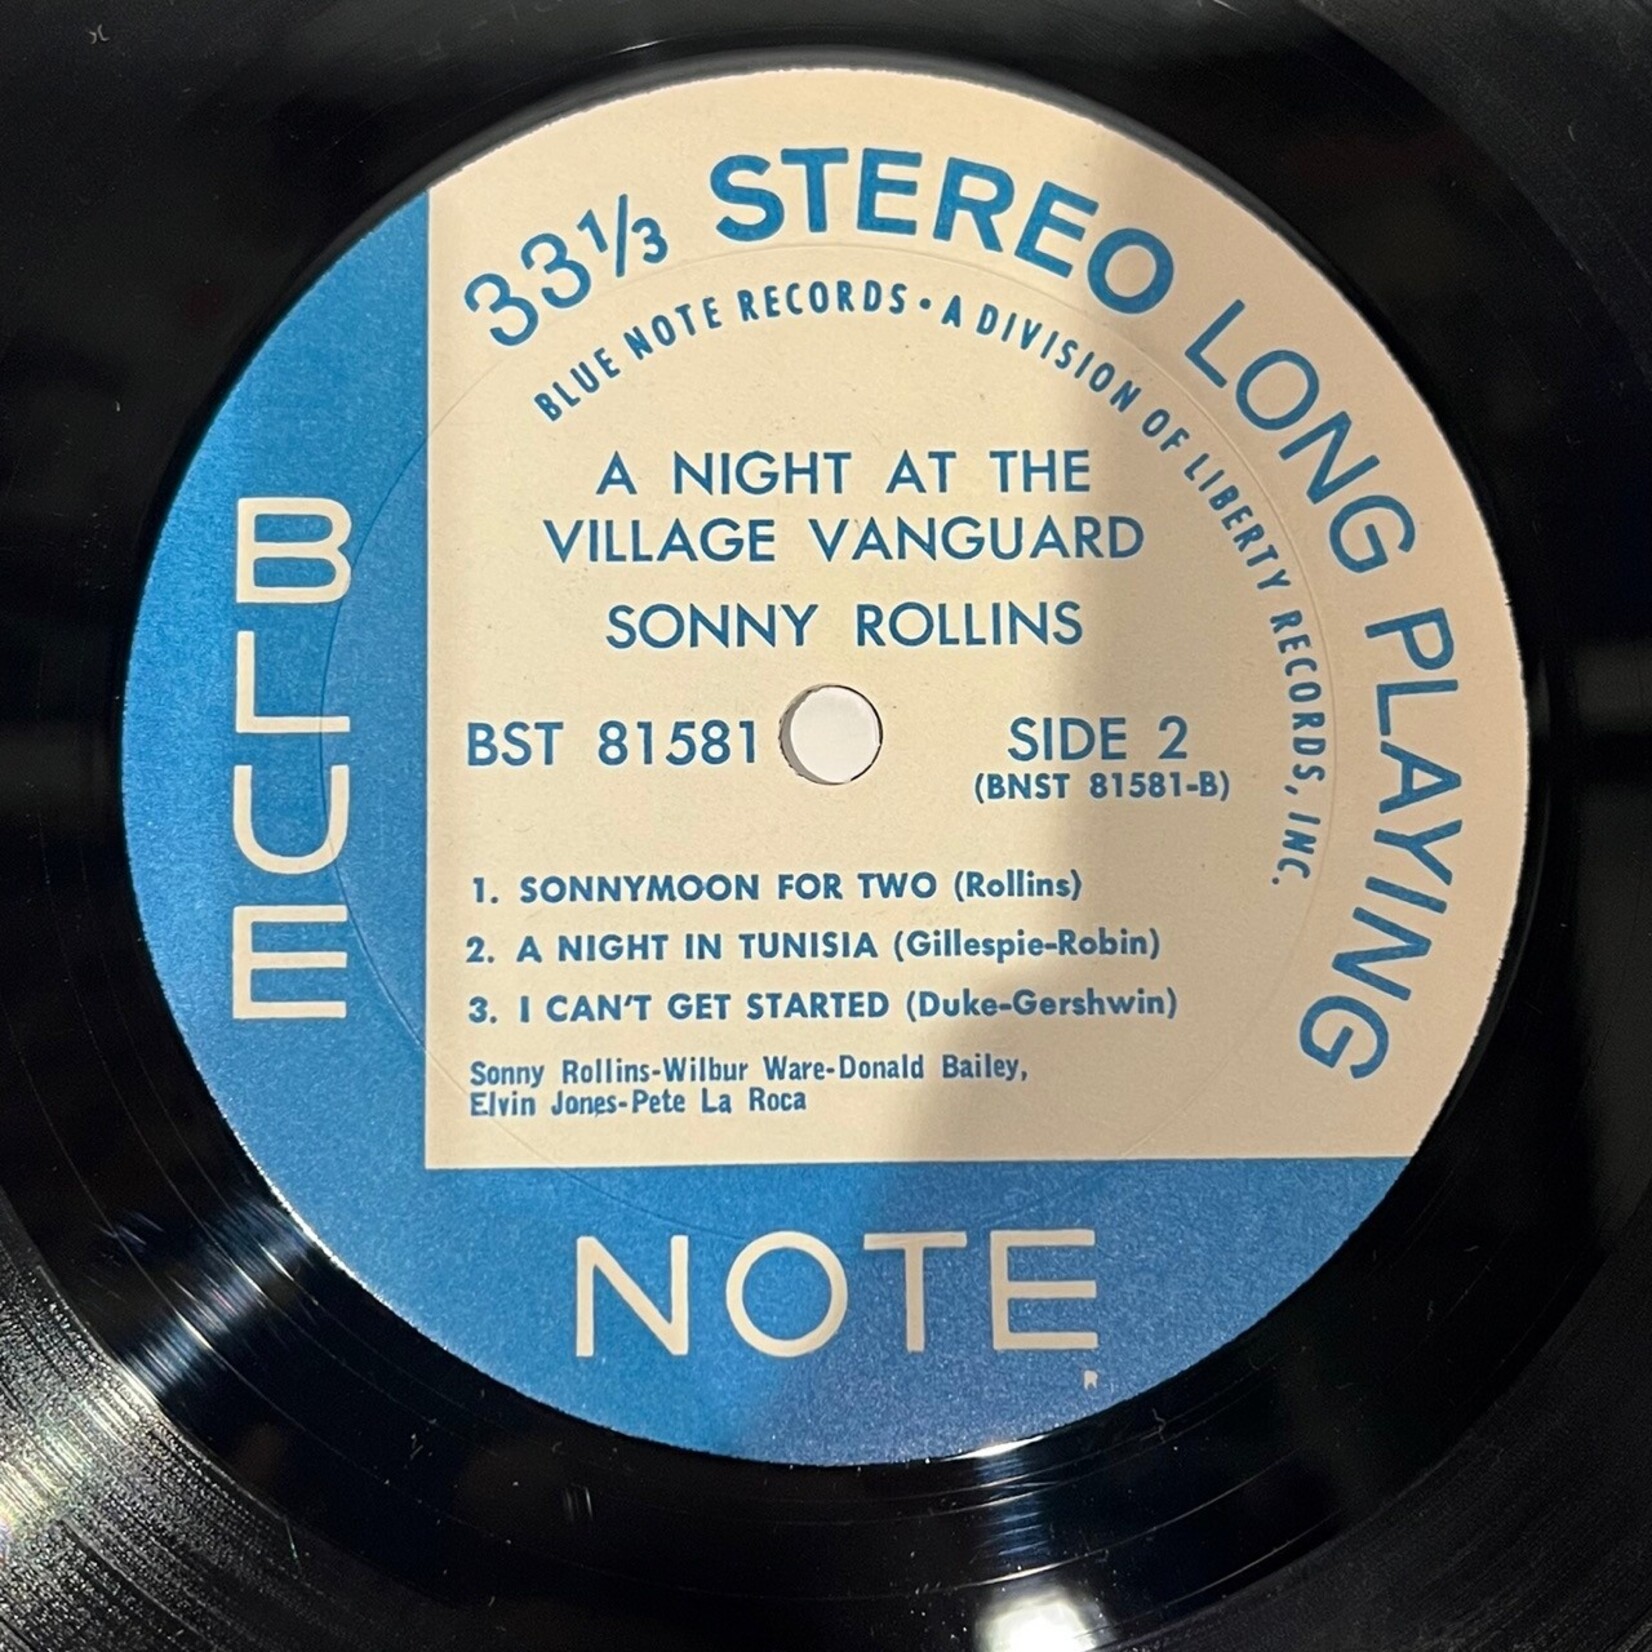 33⅓ STEREO LONG PLAYING
BLUE NOTE RECORDS • A DIVISION OF LIBERTY RECORDS, INC.
A NIGHT AT THE
VILLAGE VANGUARD
SONNY ROLLINS
BST 81581
SIDE 2
(BNST 81581-B)
1. SONNYMOON FOR TWO (Rollins)
2. A NIGHT IN TUNISIA (Gillespie-Robin)
3. I CAN'T GET STARTED (Duke-Gershwin)
Sonny Rollins-Wilbur Ware-Donald Bailey,
Elvin Jones-Pete La Roca
BLUE
NOTE
R